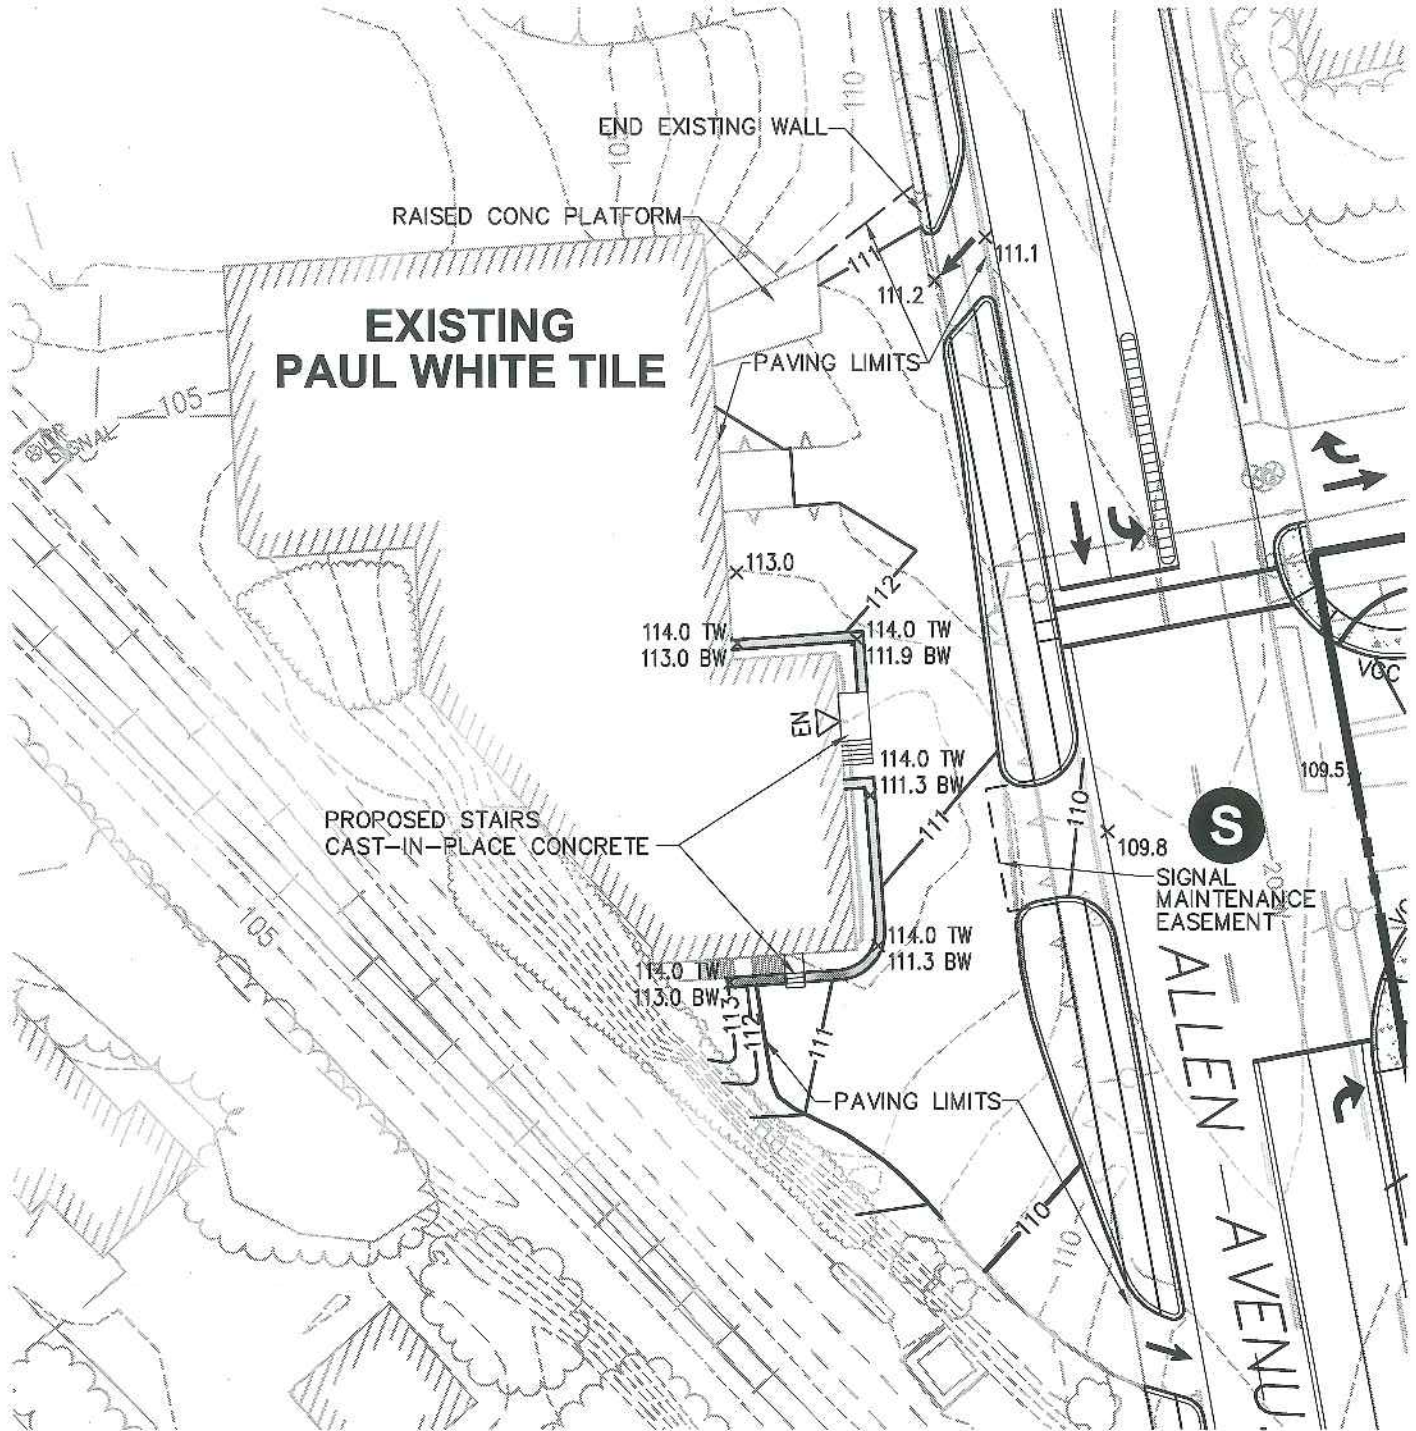 110
END EXISTING WALL
RAISED CONC PLATFORM
111
111.1
111.2
EXISTING
PAUL WHITE TILE
PAVING LIMITS
105
SIGNAL
113.0
112
114.0 TW
113.0 BW
114.0 TW
111.9 BW
VGC
EN
114.0 TW
111.3 BW
109.5
S
111
110
109.8
PROPOSED STAIRS
CAST-IN-PLACE CONCRETE
SIGNAL
MAINTENANCE
EASEMENT
105
114.0 TW
111.3 BW
114.0 TW
113.0 BW
113
112
111
PAVING LIMITS
110
110
ALLEN AVENU